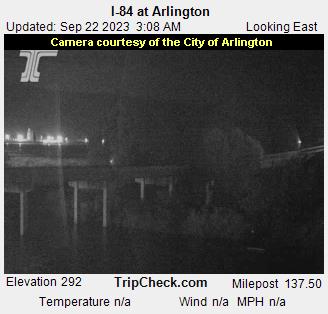 I-84 at Arlington
Updated: Sep 22 2023 3:08 AM Looking East
Camera courtesy of the City of Arlington
Elevation 292 TripCheck.com Milepost 137.50
Temperature n/a Wind n/a MPH n/a